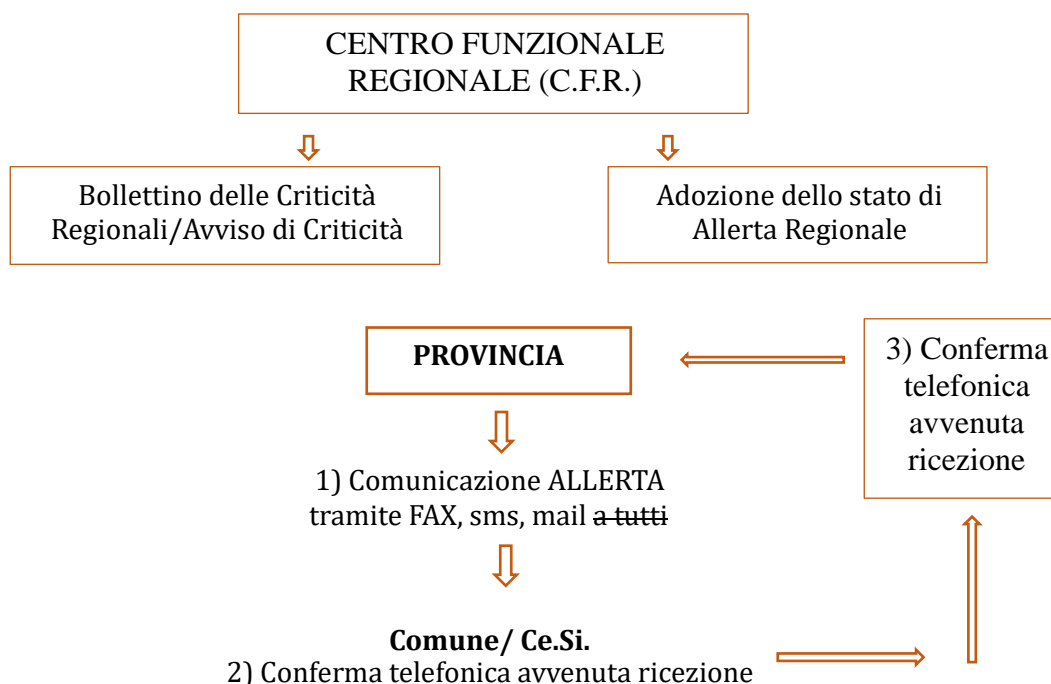 CENTRO FUNZIONALE
REGIONALE (C.F.R.)
Bollettino delle Criticità
Regionali/Avviso di Criticità
Adozione dello stato di
Allerta Regionale
PROVINCIA
1) Comunicazione ALLERTA
tramite FAX, sms, mail a tutti
Comune/ Ce.Si.
2) Conferma telefonica avvenuta ricezione
3) Conferma
telefonica
avvenuta
ricezione